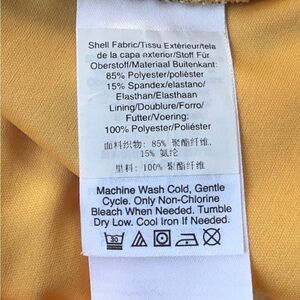 Shell Fabric/Tissu Extérieur/tela
de la capa exterior/Stoff Für
Oberstoff/Materiaal Buitenkant:
85% Polyester/polièster
15% Spandex/elastano/
Elasthan/Elasthaan
Lining/Doublure/Forro/
Futter/Voering:
100% Polyester/Poliéster
面料织物: 85% 聚酯纤维,
15% 氨纶
里料: 100% 聚酯纤维
Machine Wash Cold, Gentle
Cycle. Only Non-Chlorine
Bleach When Needed. Tumble
Dry Low. Cool Iron if Needed.
30